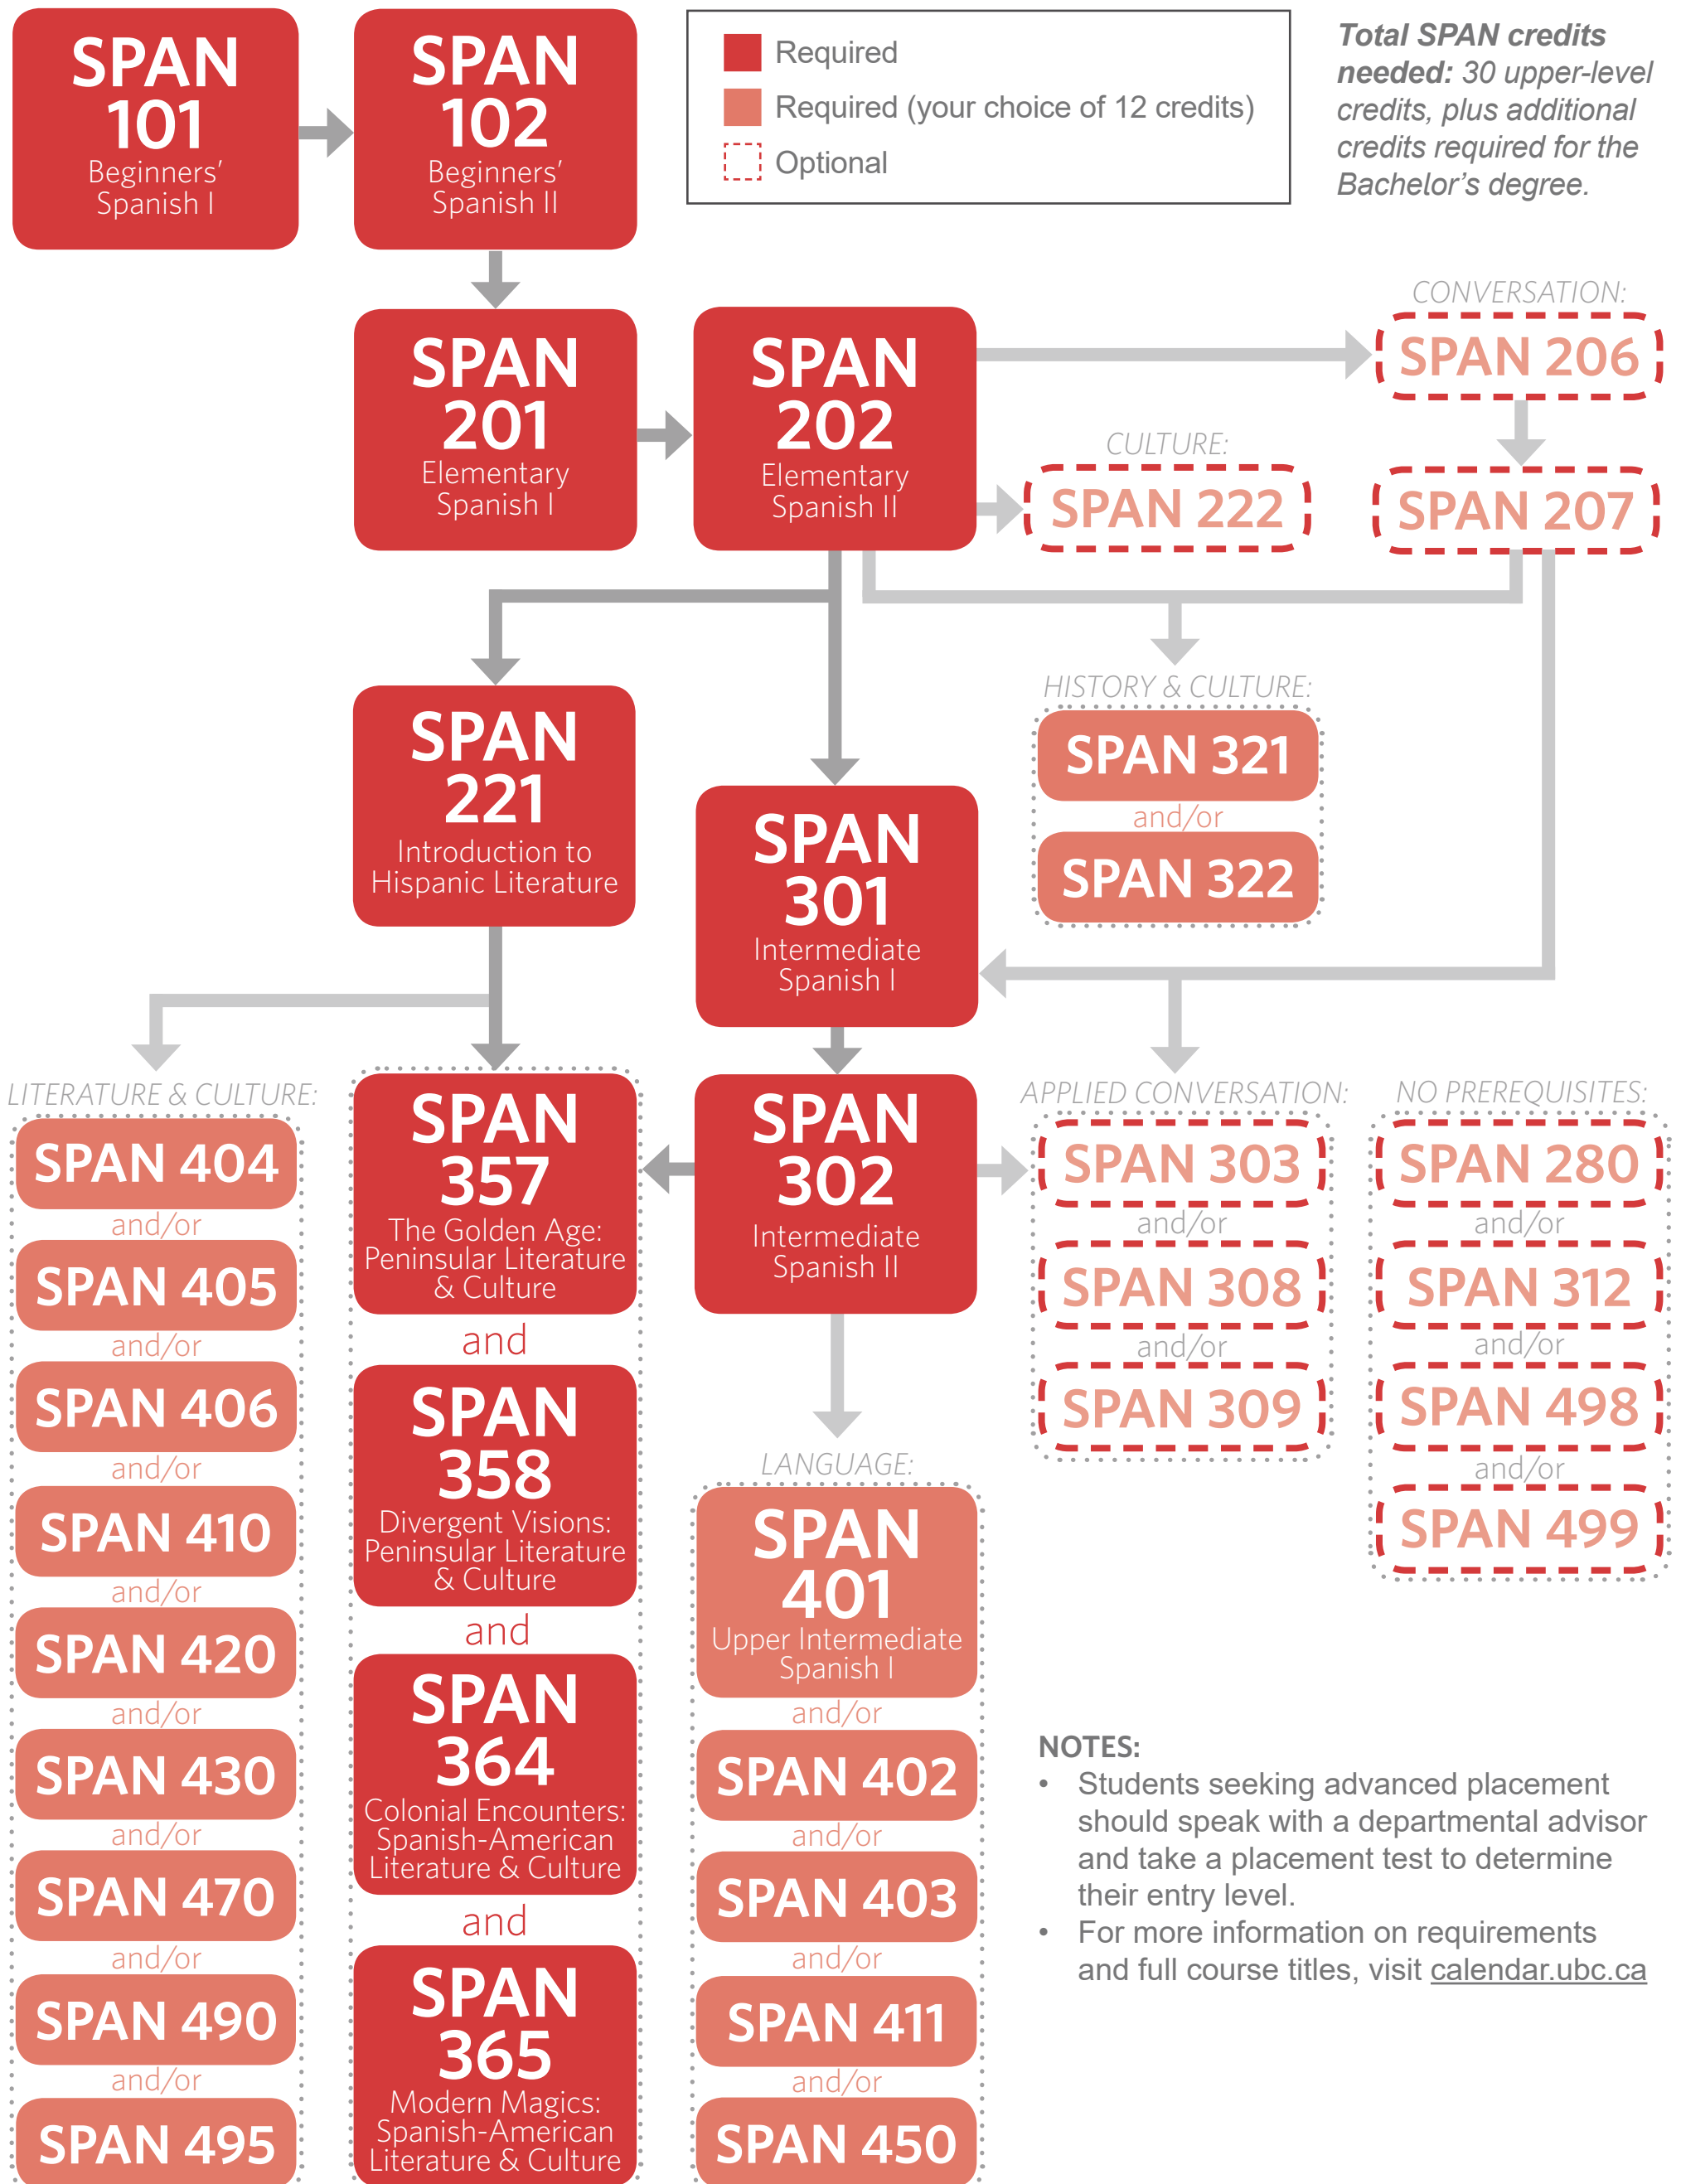 SPAN
101
Beginners’
Spanish I
SPAN
102
Beginners’
Spanish II
Required
Required (your choice of 12 credits)
Optional
Total SPAN credits
needed: 30 upper-level
credits, plus additional
credits required for the
Bachelor’s degree.
SPAN
201
Elementary
Spanish I
SPAN
202
Elementary
Spanish II
CONVERSATION:
SPAN 206
SPAN 207
CULTURE:
SPAN 222
SPAN
221
Introduction to
Hispanic Literature
SPAN
301
Intermediate
Spanish I
HISTORY & CULTURE:
SPAN 321
and/or
SPAN 322
LITERATURE & CULTURE:
SPAN 404
and/or
SPAN 405
and/or
SPAN 406
and/or
SPAN 410
and/or
SPAN 420
and/or
SPAN 430
and/or
SPAN 470
and/or
SPAN 490
and/or
SPAN 495
SPAN
357
The Golden Age:
Peninsular Literature
& Culture
and
SPAN
358
Divergent Visions:
Peninsular Literature
& Culture
and
SPAN
364
Colonial Encounters:
Spanish-American
Literature & Culture
and
SPAN
365
Modern Magics:
Spanish-American
Literature & Culture
SPAN
302
Intermediate
Spanish II
LANGUAGE:
SPAN
401
Upper Intermediate
Spanish I
and/or
SPAN 402
and/or
SPAN 403
and/or
SPAN 411
and/or
SPAN 450
APPLIED CONVERSATION:
SPAN 303
and/or
SPAN 308
and/or
SPAN 309
NO PREREQUISITES:
SPAN 280
and/or
SPAN 312
and/or
SPAN 498
and/or
SPAN 499
NOTES:
• Students seeking advanced placement
should speak with a departmental advisor
and take a placement test to determine
their entry level.
• For more information on requirements
and full course titles, visit calendar.ubc.ca